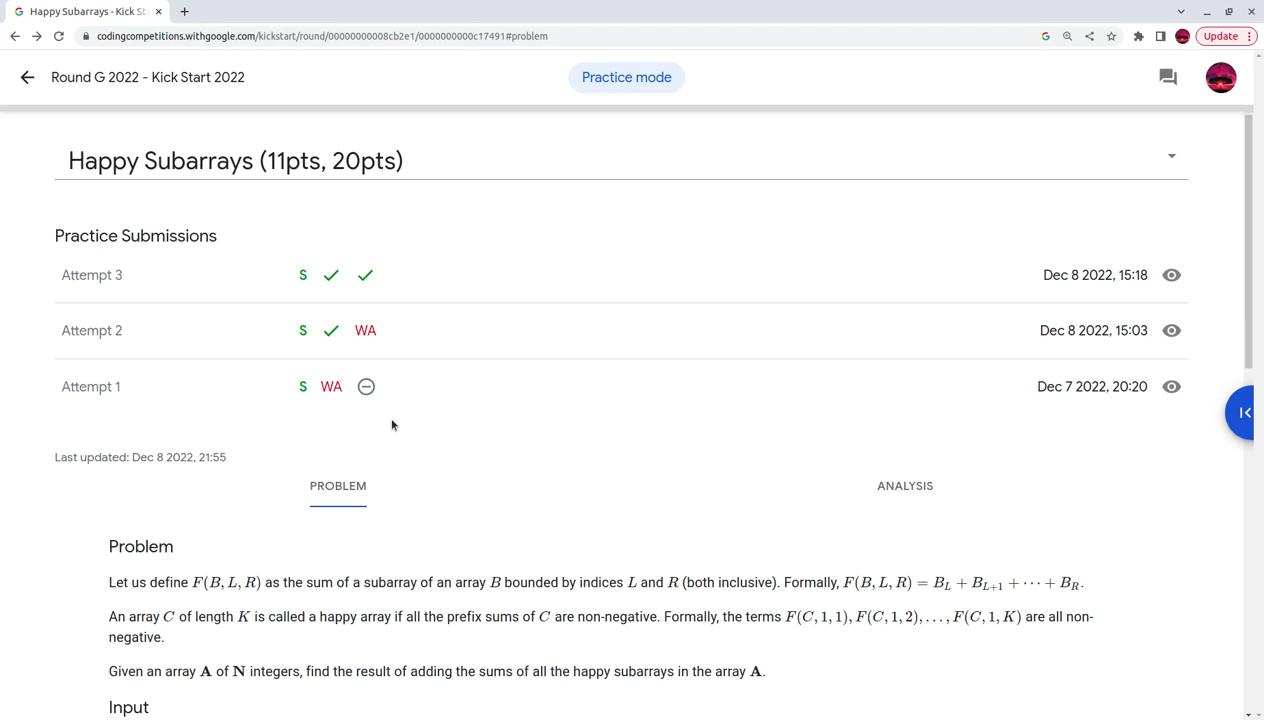 Happy Subarrays - Kick St
codingcompetitions.withgoogle.com/kickstart/round/00000000008cb2e1/0000000000c17491#problem
Update
Round G 2022 - Kick Start 2022
Practice mode
Happy Subarrays (11pts, 20pts)
Practice Submissions
Attempt 3 S Dec 8 2022, 15:18
Attempt 2 S WA Dec 8 2022, 15:03
Attempt 1 S WA Dec 7 2022, 20:20
Last updated: Dec 8 2022, 21:55
PROBLEM ANALYSIS
Problem
Let us define F(B, L, R) as the sum of a subarray of an array B bounded by indices L and R (both inclusive). Formally, F(B, L, R) = B_L + B_{L+1} + ⋯ + B_R.
An array C of length K is called a happy array if all the prefix sums of C are non-negative. Formally, the terms F(C, 1, 1), F(C, 1, 2), …, F(C, 1, K) are all non-
negative.
Given an array A of N integers, find the result of adding the sums of all the happy subarrays in the array A.
Input